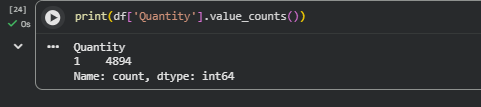 [24]
0s
print(df['Quantity'].value_counts())
Quantity
1    4894
Name: count, dtype: int64